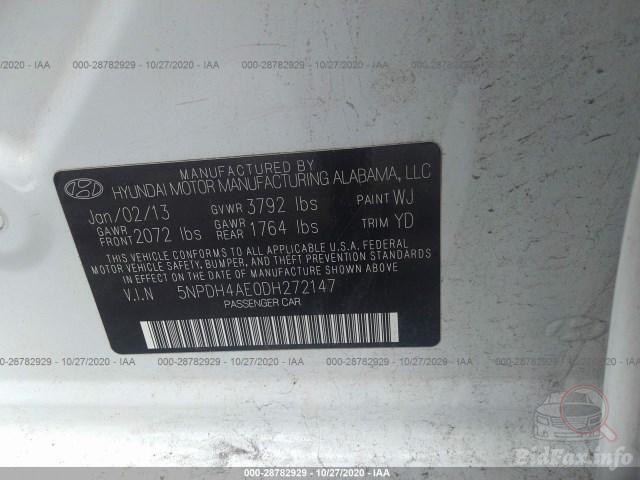 10/27/2020 - IAA
000-28782929 - 10/27/2020 - IAA
000-28782929 - 10/27/2020 - IAA
000-28782929
MANUFACTURED BY
HYUNDAI MOTOR MANUFACTURING ALABAMA, LLC
Jan/02/13 GVWR 3792 lbs PAINT WJ
GAWR FRONT 2072 lbs GAWR REAR 1764 lbs TRIM YD
THIS VEHICLE CONFORMS TO ALL APPLICABLE U.S.A. FEDERAL
MOTOR VEHICLE SAFETY, BUMPER, AND THEFT PREVENTION STANDARDS
IN EFFECT ON THE DATE OF MANUFACTURE SHOWN ABOVE.
V.I.N 5NPDH4AE0DH272147
PASSENGER CAR
000-28782929 - 10/27/2020 - IAA
000-28782929 - 10/27/2020 - IAA
000-28782929 - 10/27/2020 - IAA
000-28782929 - 10/27/2020 - IAA
BidFax.info